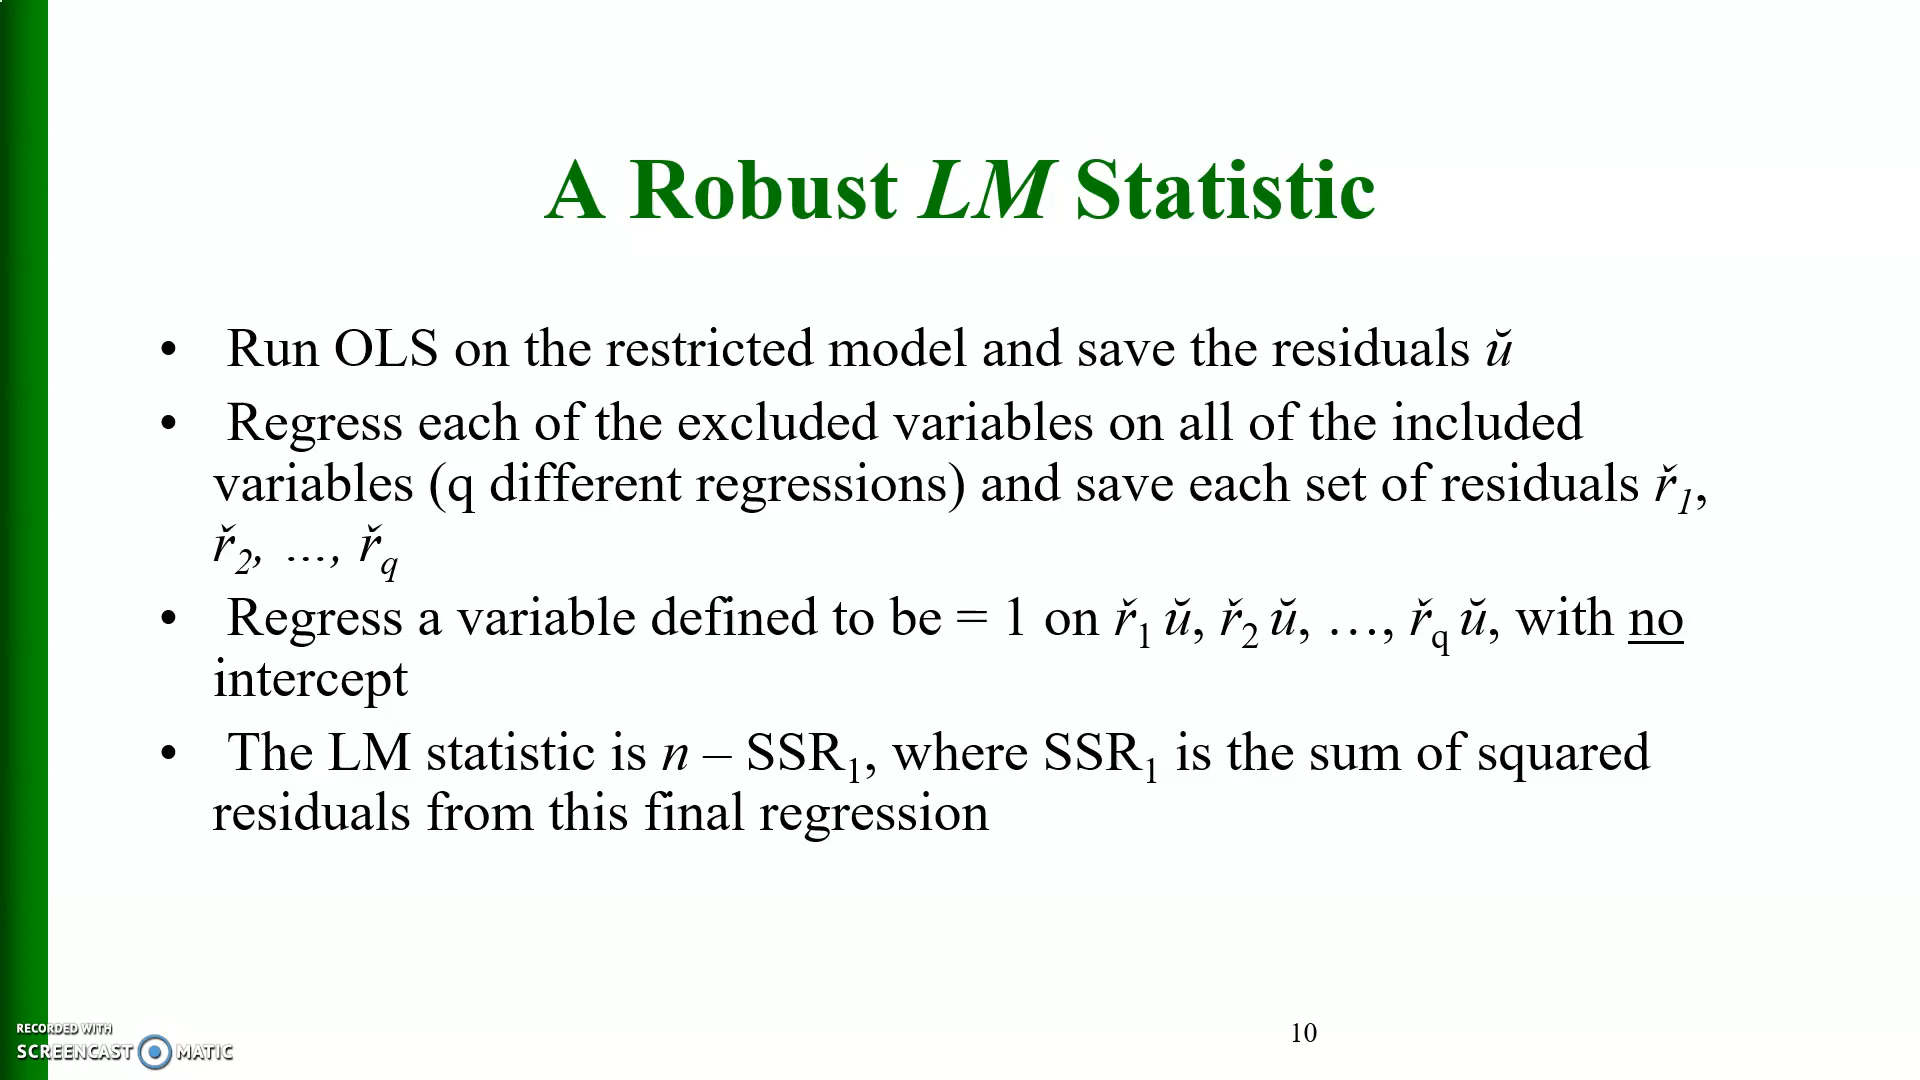 A Robust LM Statistic
• Run OLS on the restricted model and save the residuals ŭ
• Regress each of the excluded variables on all of the included
variables (q different regressions) and save each set of residuals ř₁,
ř₂, …, ř_q
• Regress a variable defined to be = 1 on ř₁ ŭ, ř₂ ŭ, …, ř_q ŭ, with no
intercept
• The LM statistic is n – SSR₁, where SSR₁ is the sum of squared
residuals from this final regression
10
RECORDED WITH
SCREENCAST MATIC